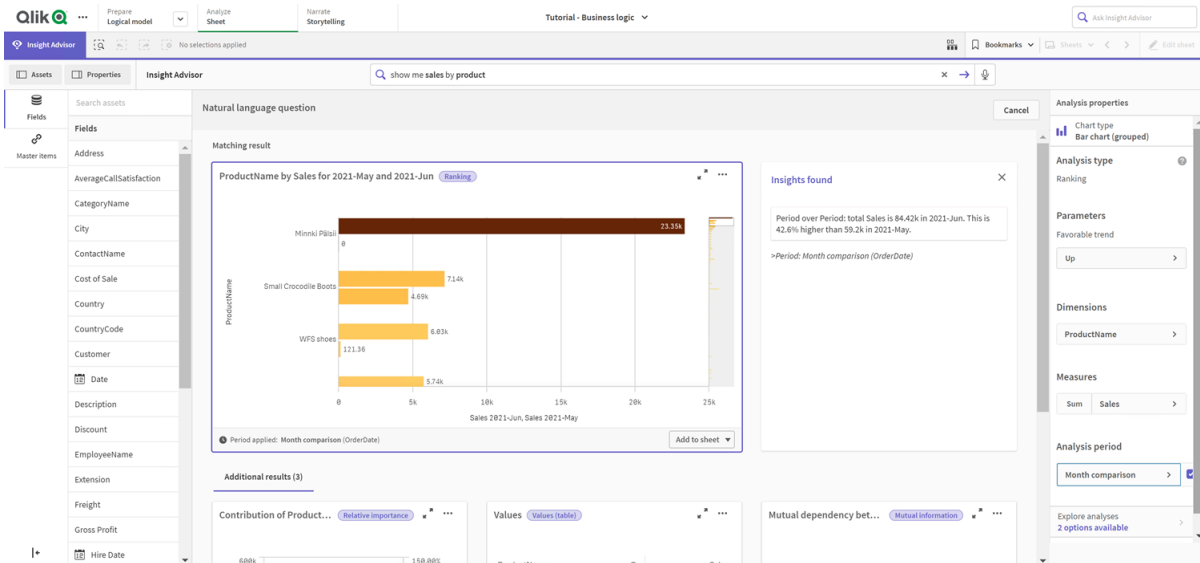 Qlik
Prepare
Logical model
Analyze
Sheet
Narrate
Storytelling
Tutorial - Business logic
Ask Insight Advisor
Insight Advisor
No selections applied
Bookmarks
Sheets
Edit sheet
Assets
Properties
Insight Advisor
show me sales by product
Fields
Master items
Search assets
Fields
Address
AverageCallSatisfaction
CategoryName
City
ContactName
Cost of Sale
Country
CountryCode
Customer
Date
Description
Discount
EmployeeName
Extension
Freight
Gross Profit
Hire Date
Natural language question
Cancel
Matching result
ProductName by Sales for 2021-May and 2021-Jun
Ranking
ProductName
Minnki Pälsii
23.35k
0
Small Crocodile Boots
7.14k
4.69k
WFS shoes
6.03k
121.36
5.74k
0 5k 10k 15k 20k 25k
Sales 2021-Jun, Sales 2021-May
Period applied: Month comparison (OrderDate)
Add to sheet
Insights found
Period over Period: total Sales is 84.42k in 2021-Jun. This is
42.6% higher than 59.2k in 2021-May.
>Period: Month comparison (OrderDate)
Additional results (3)
Contribution of Product...
Relative importance
600k
150.00%
Values
Values (table)
Mutual dependency bet...
Mutual information
Analysis properties
Chart type
Bar chart (grouped)
Analysis type
Ranking
Parameters
Favorable trend
Up
Dimensions
ProductName
Measures
Sum
Sales
Analysis period
Month comparison
Explore analyses
2 options available